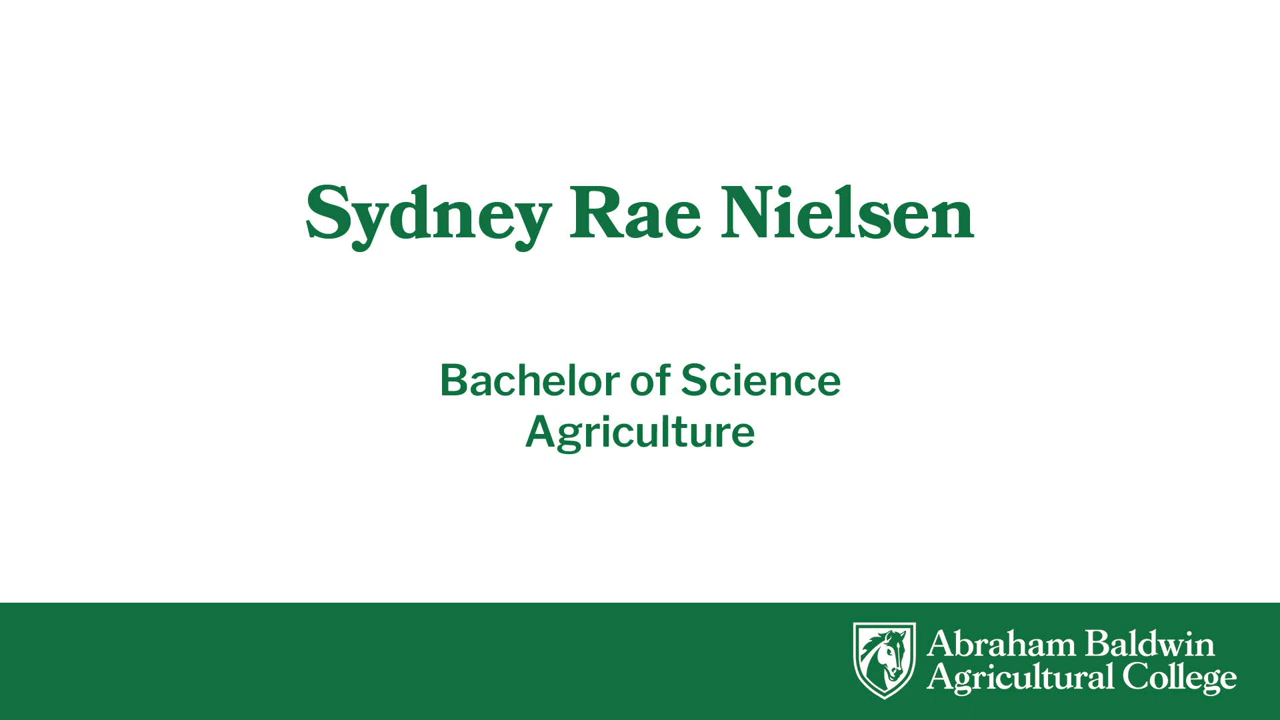 Sydney Rae Nielsen
Bachelor of Science
Agriculture
Abraham Baldwin
Agricultural College